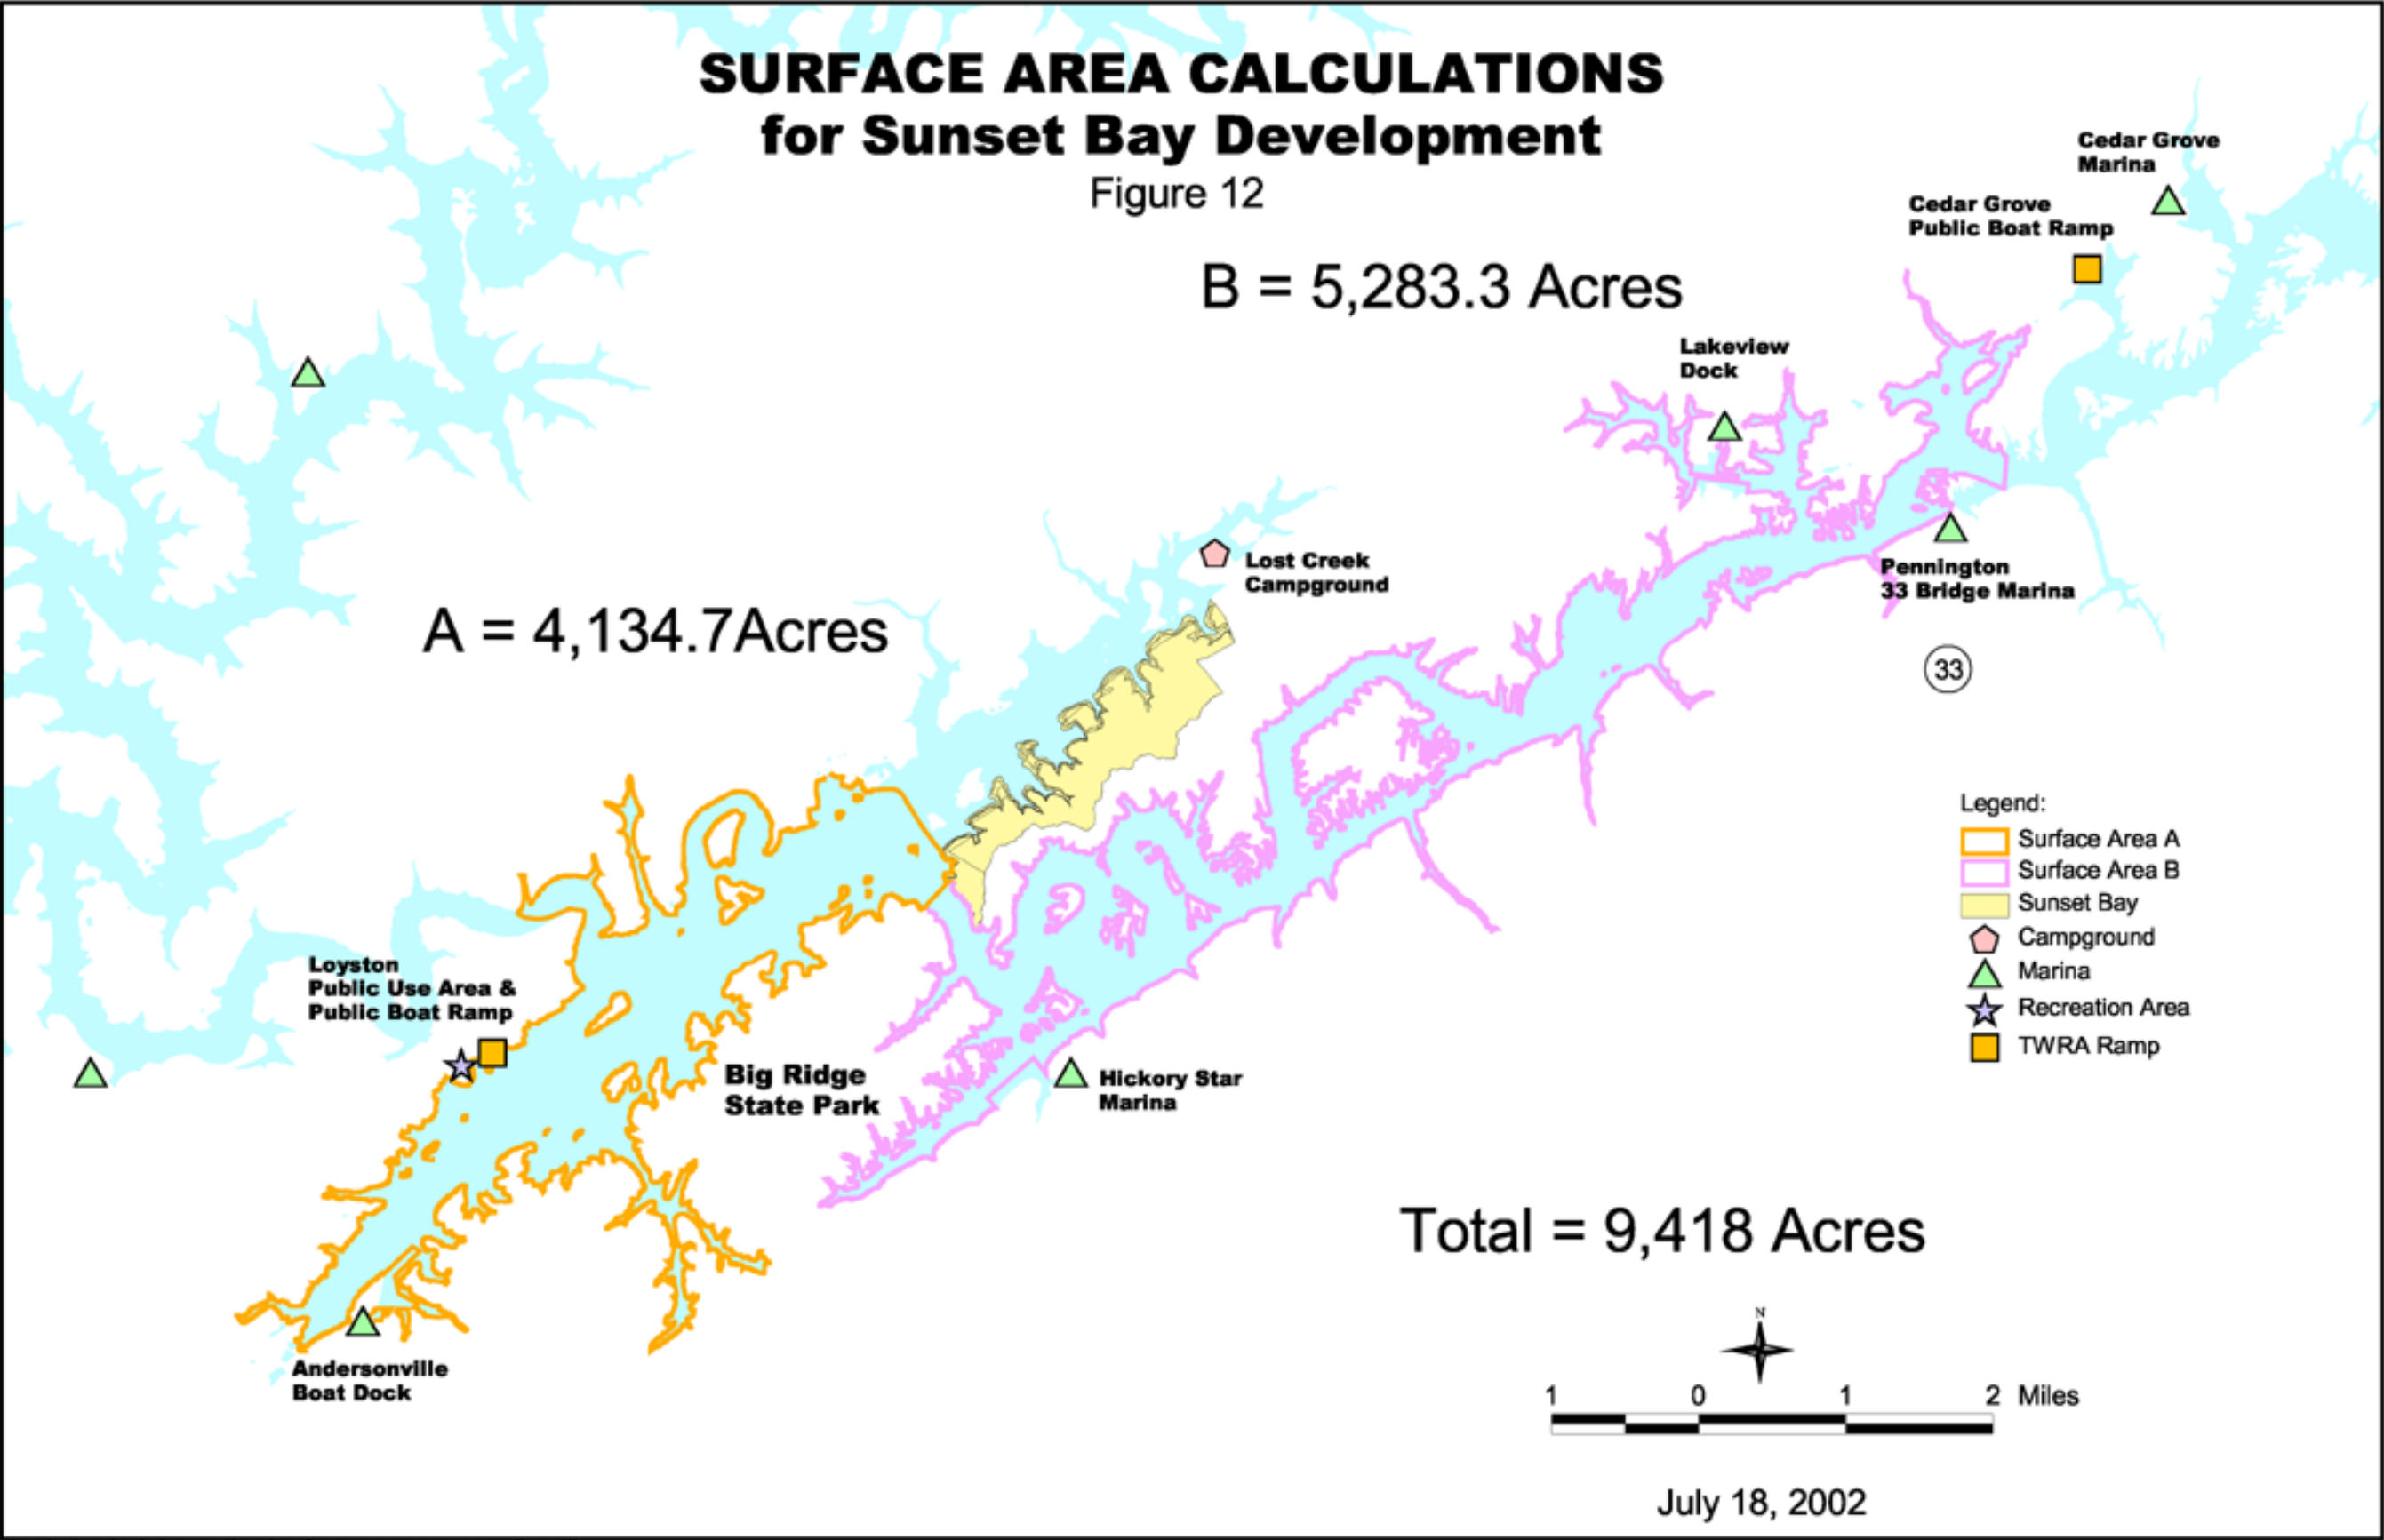 SURFACE AREA CALCULATIONS
for Sunset Bay Development
Figure 12
Cedar Grove
Marina
Cedar Grove
Public Boat Ramp
B = 5,283.3 Acres
Lakeview
Dock
Lost Creek
Campground
Pennington
33 Bridge Marina
A = 4,134.7Acres
33
Legend:
Surface Area A
Surface Area B
Sunset Bay
Campground
Marina
Recreation Area
TWRA Ramp
Loyston
Public Use Area &
Public Boat Ramp
Big Ridge
State Park
Hickory Star
Marina
Total = 9,418 Acres
Andersonville
Boat Dock
N
1 0 1 2 Miles
July 18, 2002